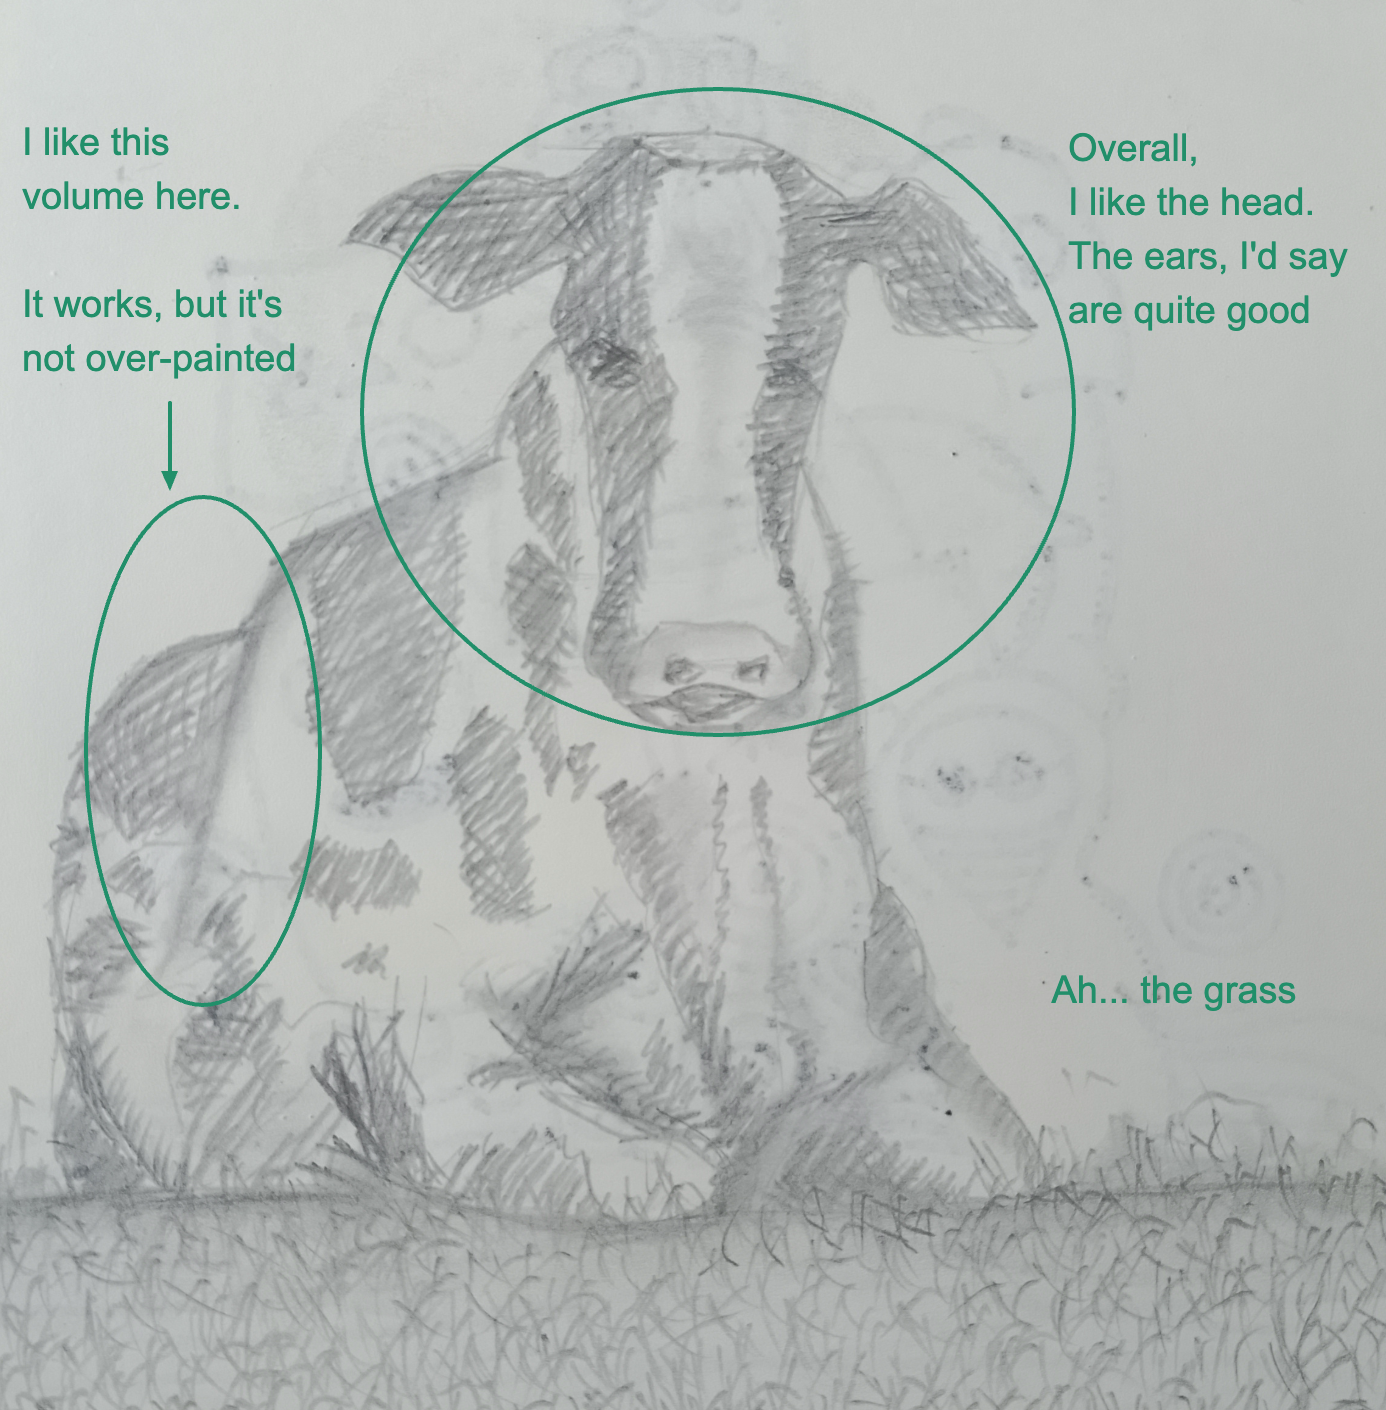 I like this
volume here.
It works, but it's
not over-painted
Overall,
I like the head.
The ears, I'd say
are quite good
Ah... the grass